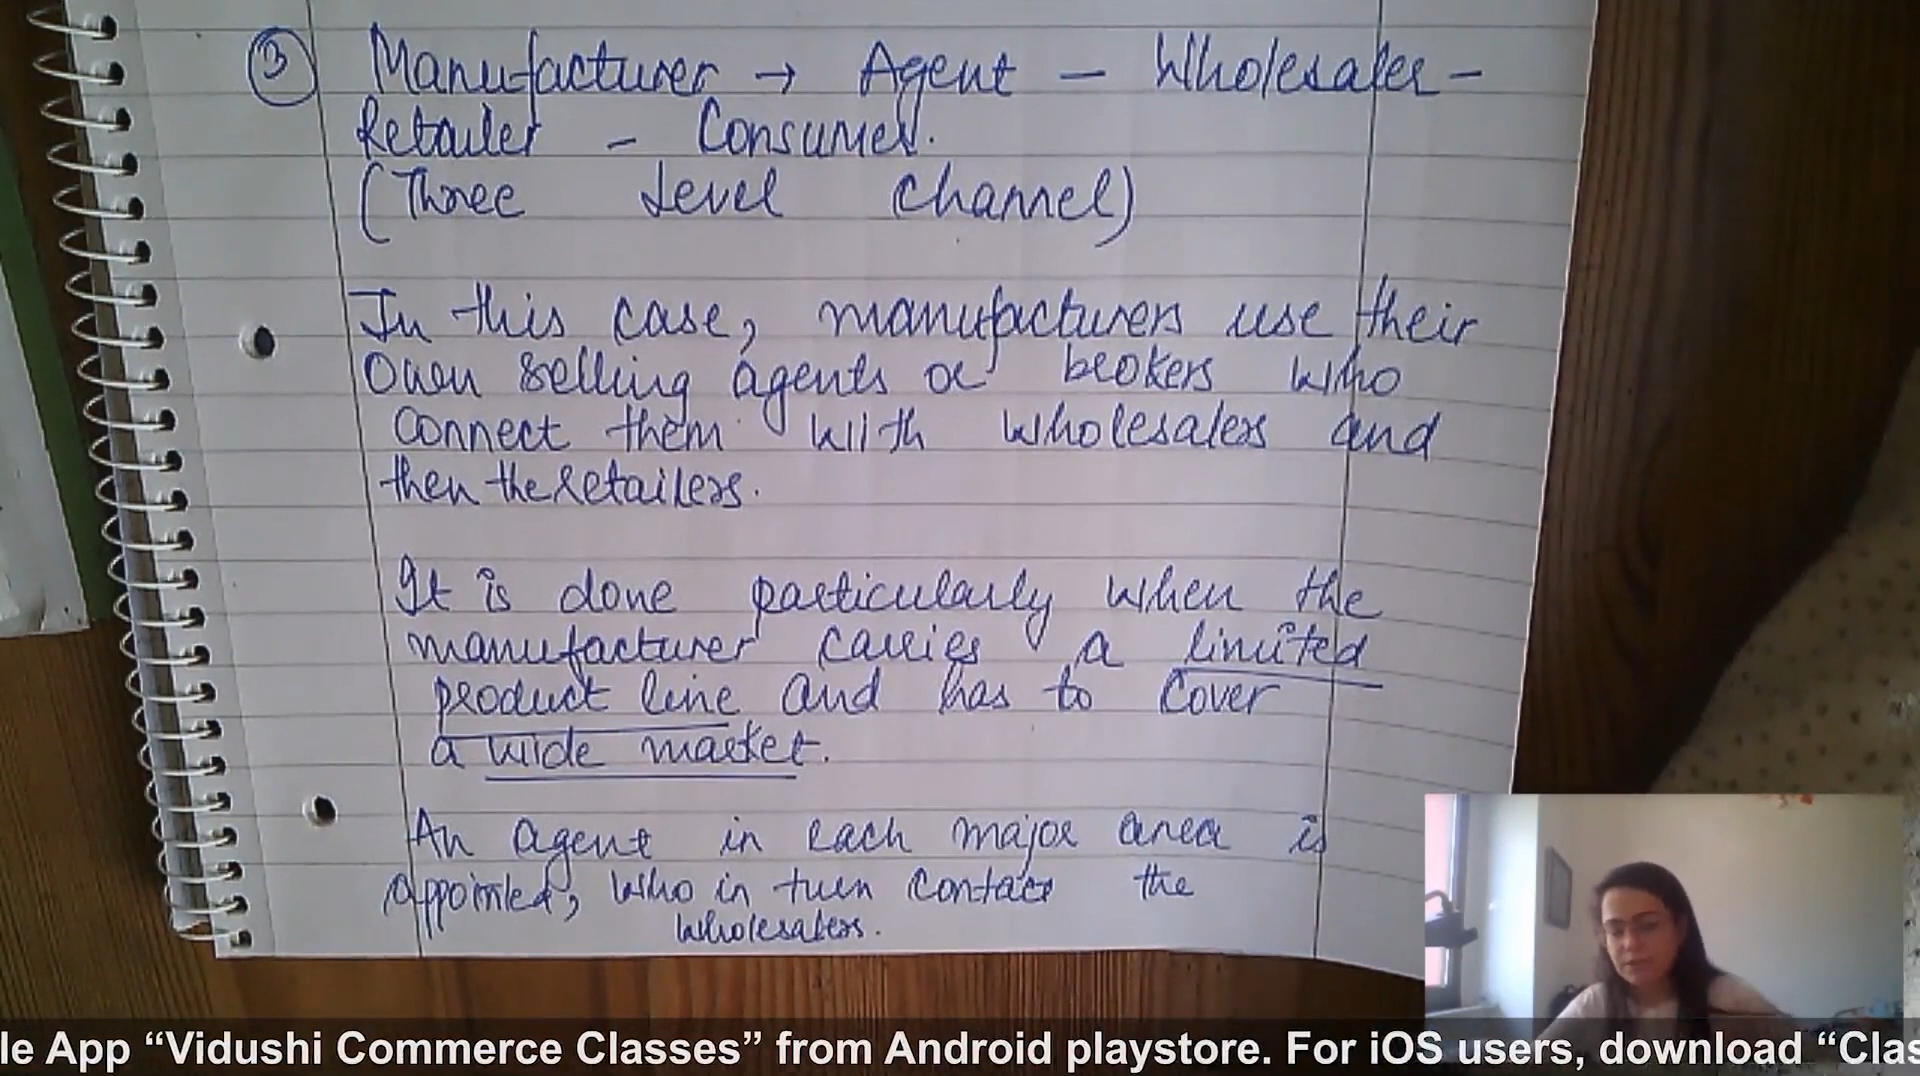 ③ Manufacturer → Agent – Wholesaler –
Retailer – Consumer.
(Three Level Channel)
In this case, manufacturers use their
own selling agents or brokers who
connect them with wholesalers and
then the retailers.
It is done particularly when the
manufacturer carries a limited
product line and has to cover
a wide market.
An agent in each major area is
appointed, who in turn contact the
wholesalers.
le App “Vidushi Commerce Classes” from Android playstore. For iOS users, download “Clas